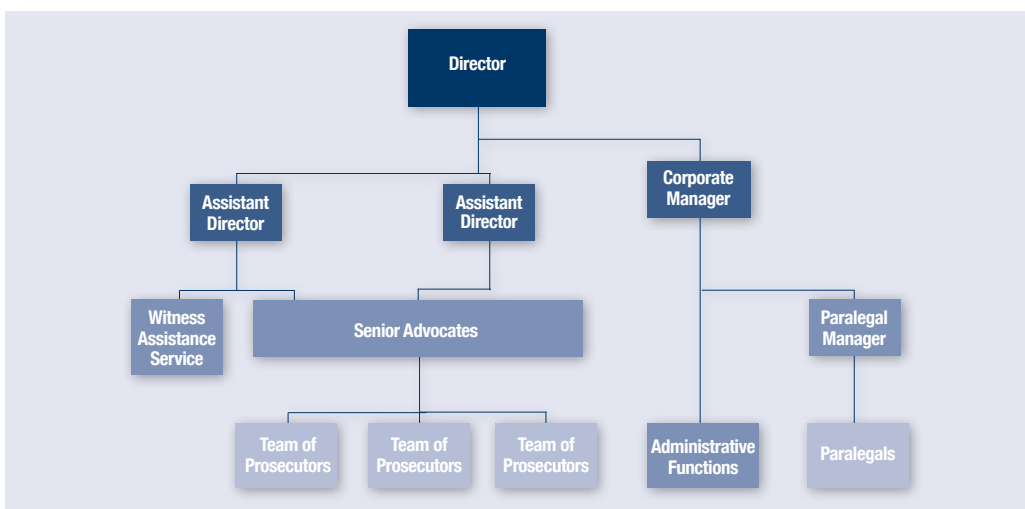 Director
Corporate
Manager
Assistant
Director
Assistant
Director
Witness
Assistance
Service
Senior Advocates
Paralegal
Manager
Team of
Prosecutors
Team of
Prosecutors
Team of
Prosecutors
Administrative
Functions
Paralegals